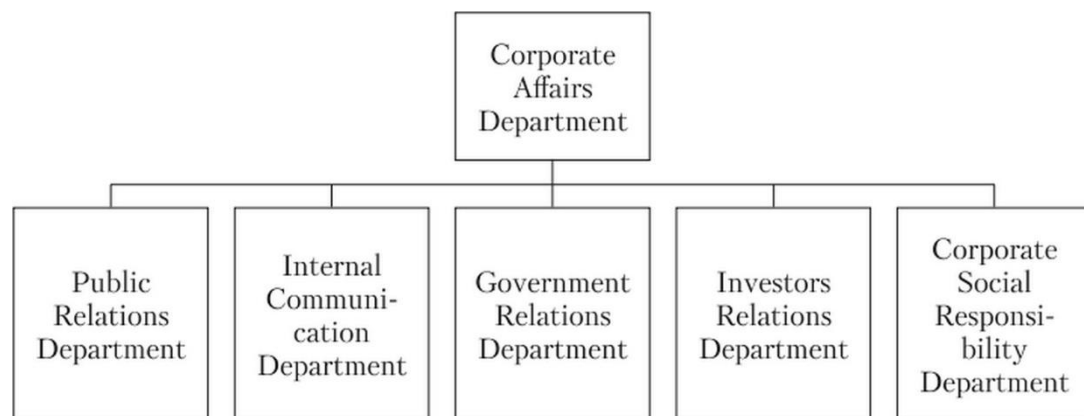 Corporate
Affairs
Department
Public
Relations
Department
Internal
Communi-
cation
Department
Government
Relations
Department
Investors
Relations
Department
Corporate
Social
Responsi-
bility
Department